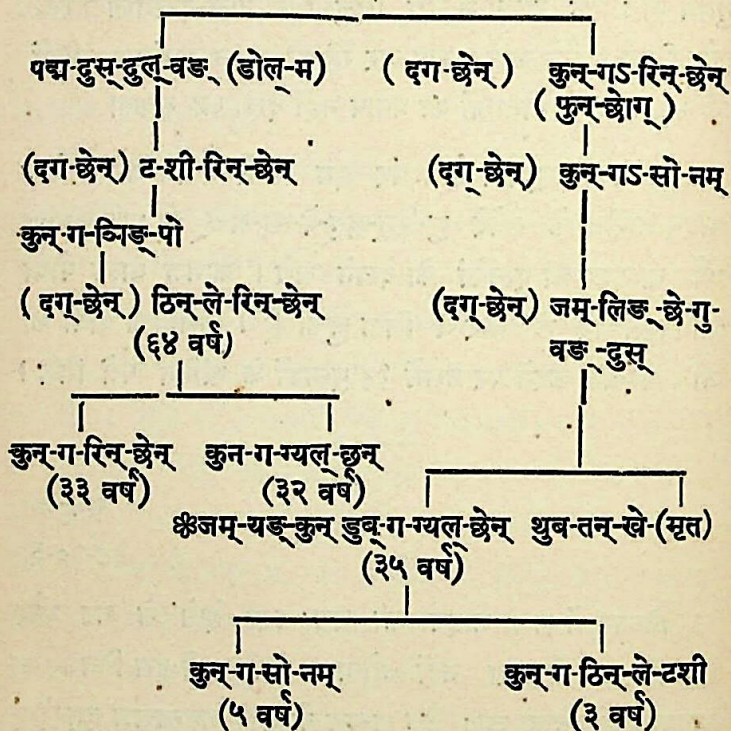 पद्म-दुस्-दुल्-वङ् (डोल्-म) ( दग-छेन् ) कुन्-गऽ-रिन्-छेन्
( फुन्-छोग् )
(दग-छेन्) ट-शी-रिन्-छेन् (दग्-छेन्) कुन्-गऽ-सो-नम्
कुन्-ग-ञिङ्-पो
( दग्-छेन् ) ठिन्-ले-रिन्-छेन् (दग्-छेन्) जम्-लिङ्-छे-गु-
(६४ वर्ष) वङ्-दुस्
कुन्-ग-रिन्-छेन् कुन-ग-ग्यल्-छन्
(३३ वर्ष) (३२ वर्ष)
❀जम्-यङ्-कुन् डुब्-ग-ग्यल्-छेन् थुब-तन्-खे-(मृत)
(३५ वर्ष)
कुन्-ग-सो-नम् कुन्-ग-ठिन्-ले-टशी
(५ वर्ष) (३ वर्ष)